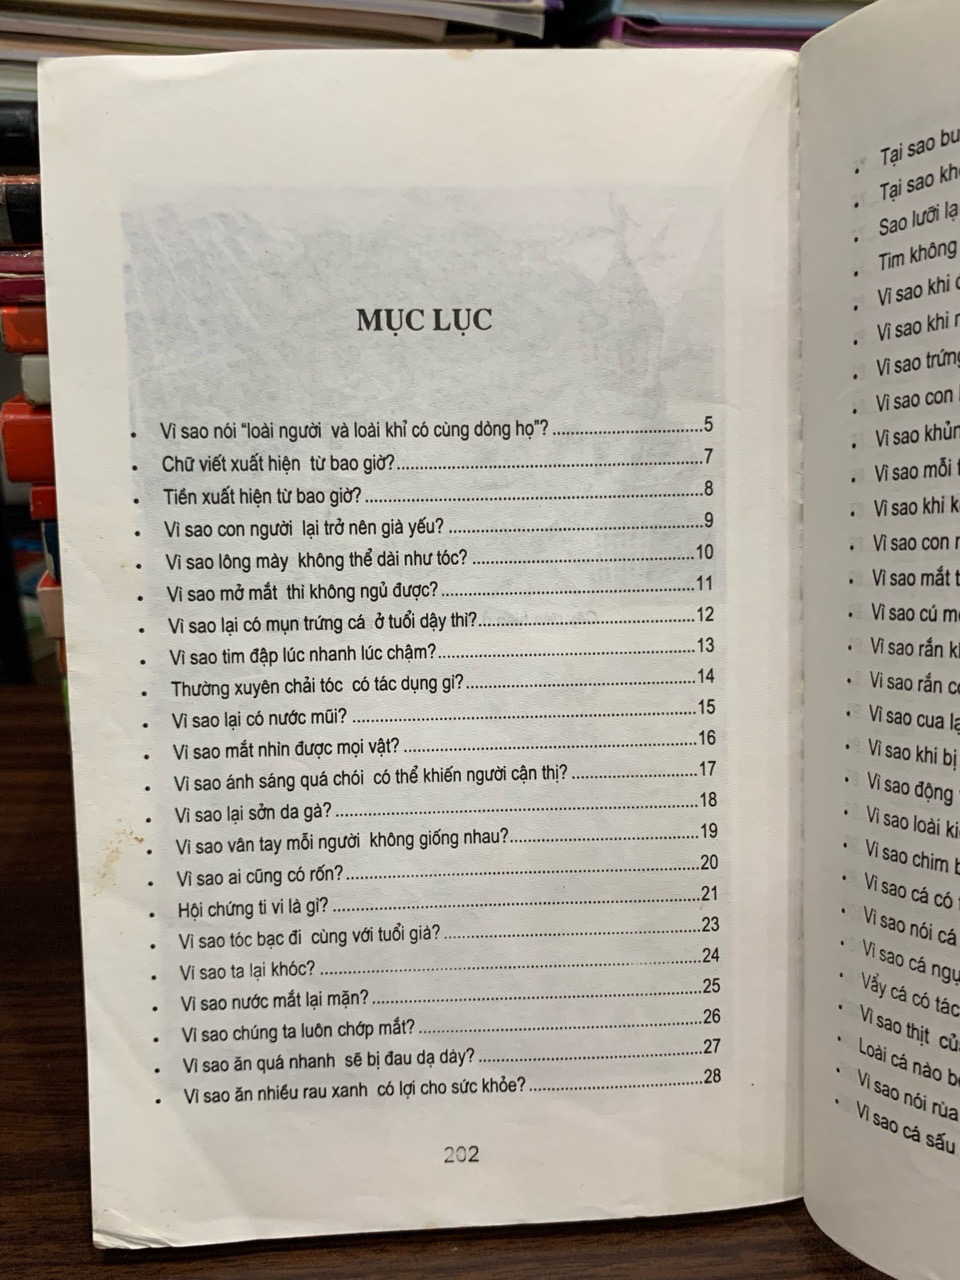 MỤC LỤC
• Vì sao nói “loài người và loài khỉ có cùng dòng họ”? ..............................5
• Chữ viết xuất hiện từ bao giờ?..............................7
• Tiền xuất hiện từ bao giờ? ..............................8
• Vì sao con người lại trở nên già yếu? ..............................9
• Vì sao lông mày không thể dài như tóc? ..............................10
• Vì sao mở mắt thì không ngủ được? ..............................11
• Vì sao lại có mụn trứng cá ở tuổi dậy thì?..............................12
• Vì sao tim đập lúc nhanh lúc chậm?..............................13
• Thường xuyên chải tóc có tác dụng gì?..............................14
• Vì sao lại có nước mũi? ..............................15
• Vì sao mắt nhìn được mọi vật? ..............................16
• Vì sao ánh sáng quá chói có thể khiến người cận thị? ..............................17
• Vì sao lại sởn da gà? ..............................18
• Vì sao vân tay mỗi người không giống nhau?..............................19
• Vì sao ai cũng có rốn?..............................20
• Hội chứng ti vi là gì? ..............................21
• Vì sao tóc bạc đi cùng với tuổi già? ..............................23
• Vì sao ta lại khóc? ..............................24
• Vì sao nước mắt lại mặn? ..............................25
• Vì sao chúng ta luôn chớp mắt? ..............................26
• Vì sao ăn quá nhanh sẽ bị đau dạ dày? ..............................27
• Vì sao ăn nhiều rau xanh có lợi cho sức khỏe? ..............................28
202
• Tại sao bu
• Tại sao kh
• Sao lưỡi lạ
• Tim không
• Vì sao khi
• Vì sao khi
• Vì sao trứng
• Vì sao con
• Vì sao khủn
• Vì sao mỗi
• Vì sao khi k
• Vì sao con
• Vì sao mắt t
• Vì sao cú m
• Vì sao rắn k
• Vì sao rắn c
• Vì sao cua lạ
• Vì sao khi bị
• Vì sao động
• Vì sao loài ki
• Vì sao chim b
• Vì sao cá có
• Vì sao nói cá
• Vì sao cá ngụ
• Vẩy cá có tác
• Vì sao thịt củ
• Loài cá nào b
• Vì sao nói rùa
• Vì sao cá sấu